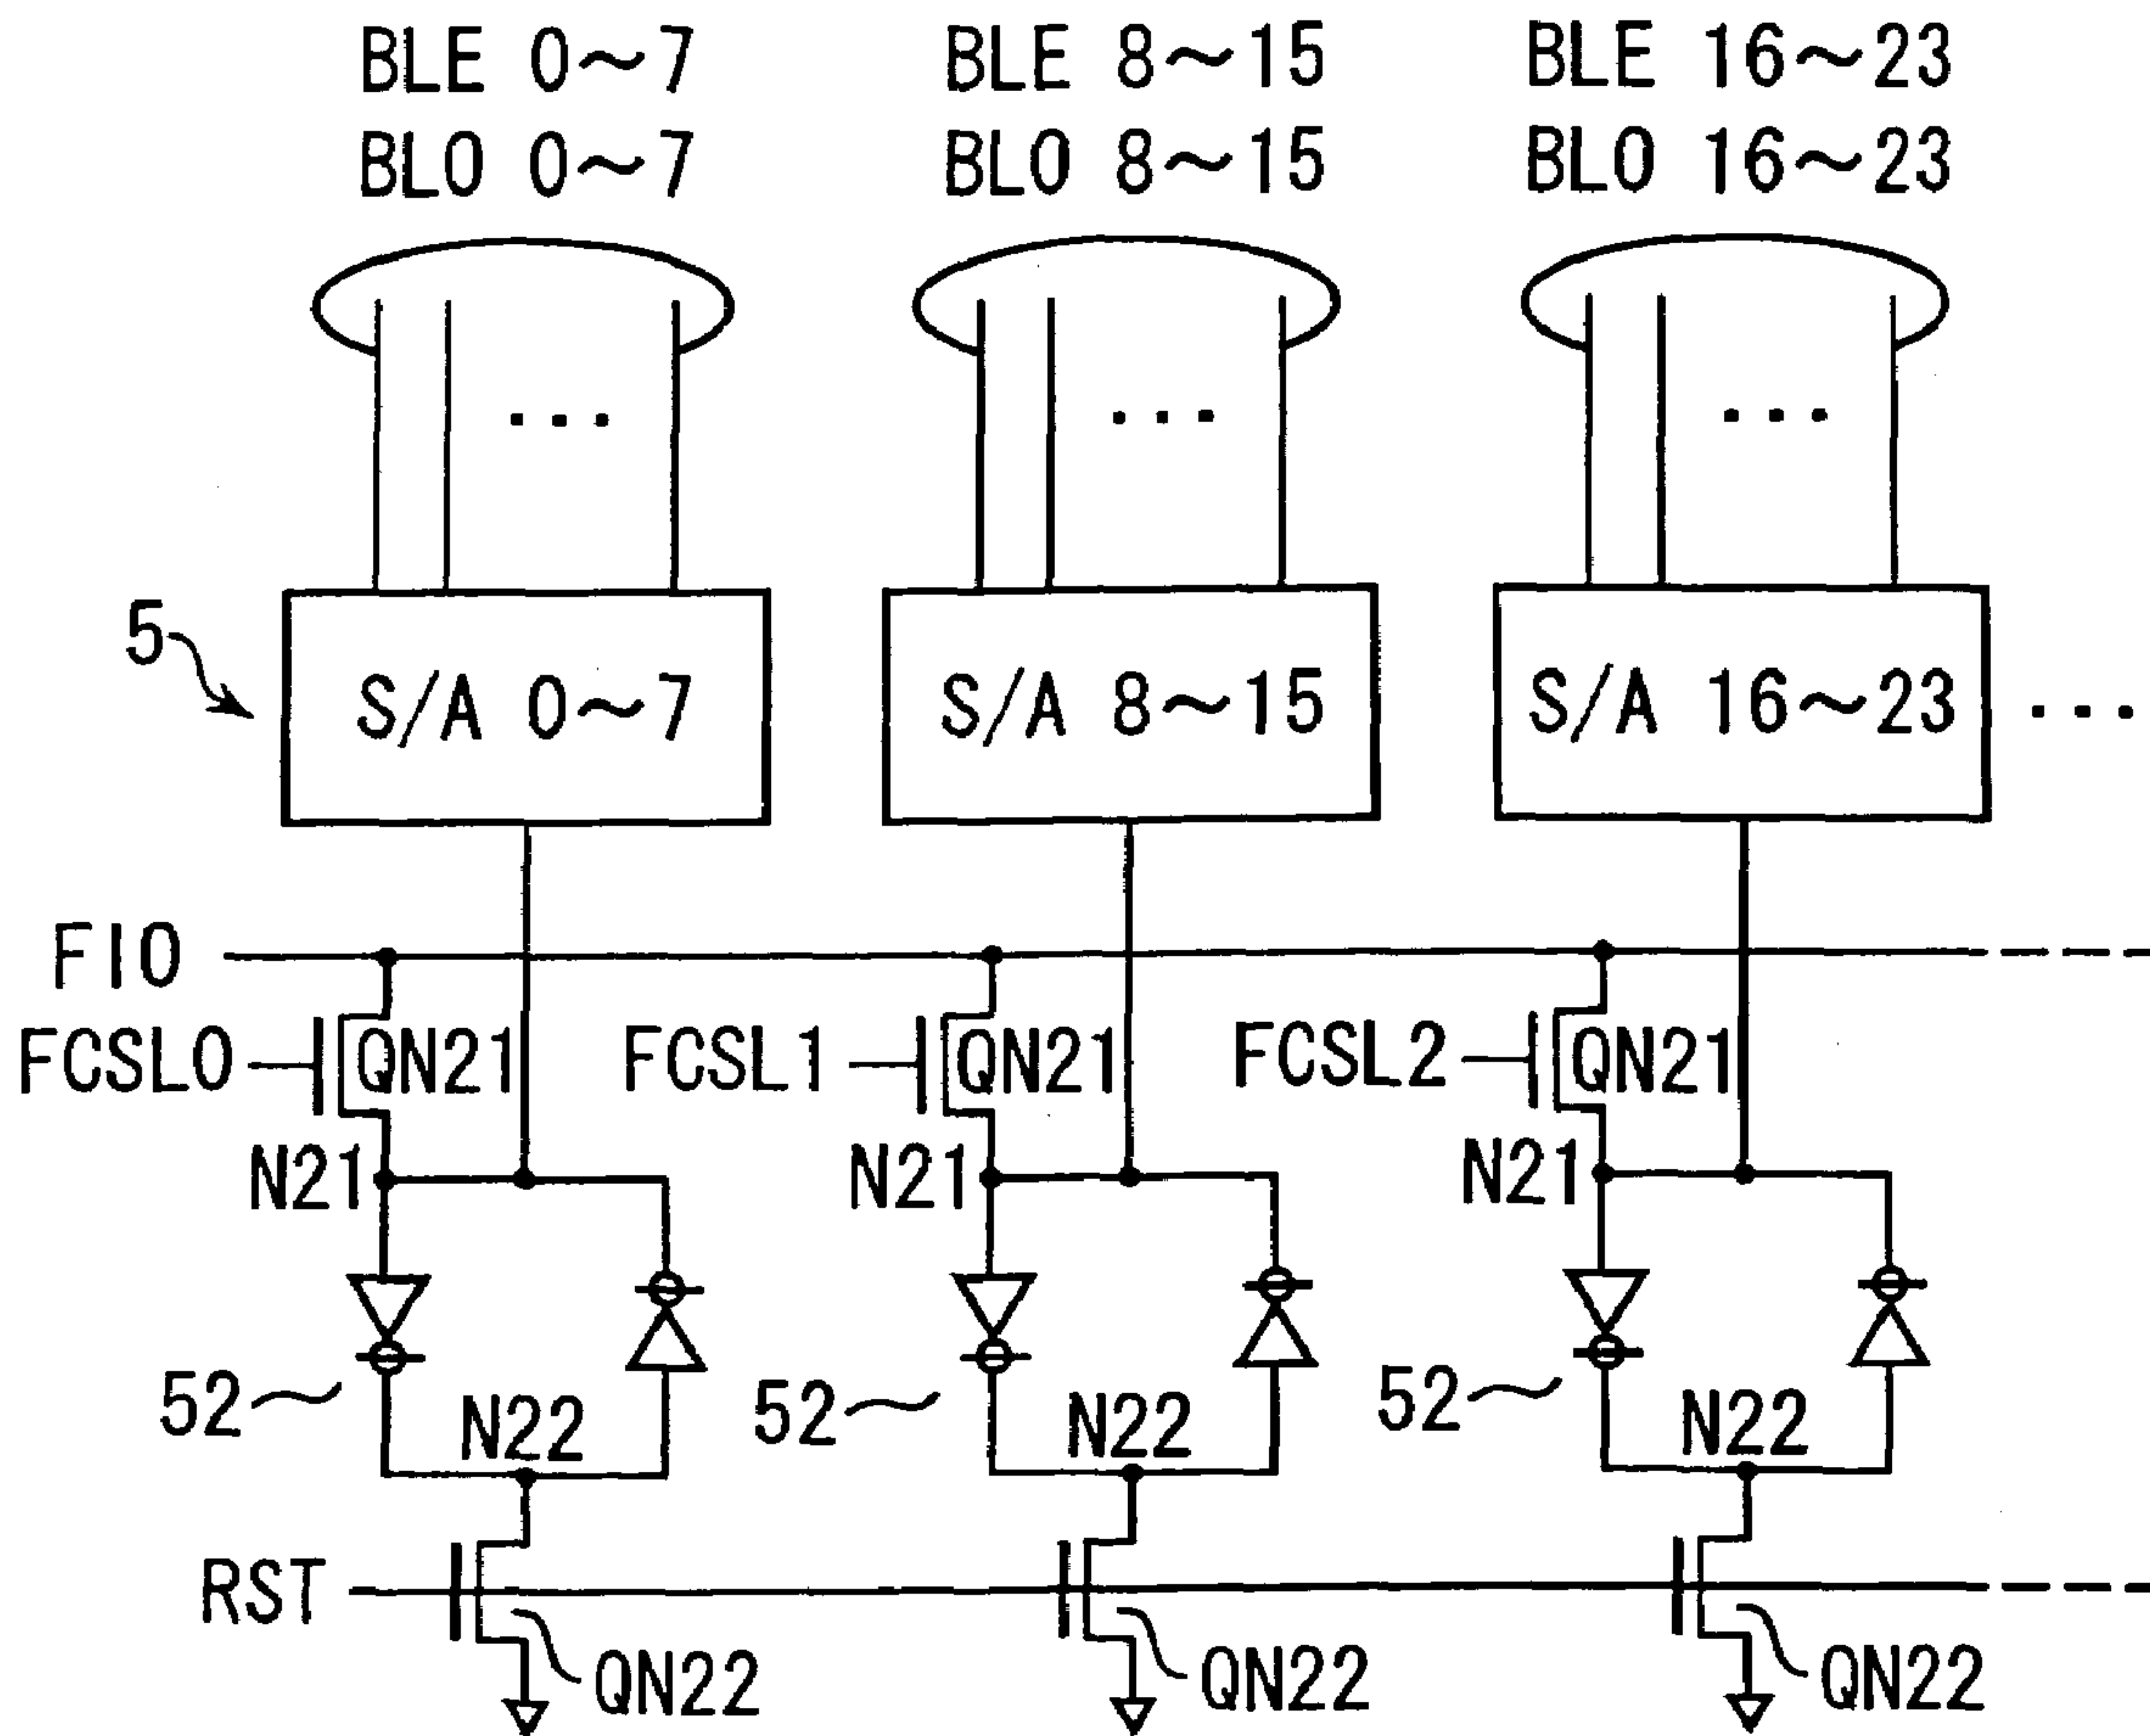 BLE 0～7 BLE 8～15 BLE 16～23
BLO 0～7 BLO 8～15 BLO 16～23
... ... ...
5
S/A 0～7 S/A 8～15 S/A 16～23 ...
FIO
FCSL0 QN21 FCSL1 QN21 FCSL2 QN21
N21 N21 N21
52 52 52
N22 N22 N22
RST
QN22 QN22 QN22